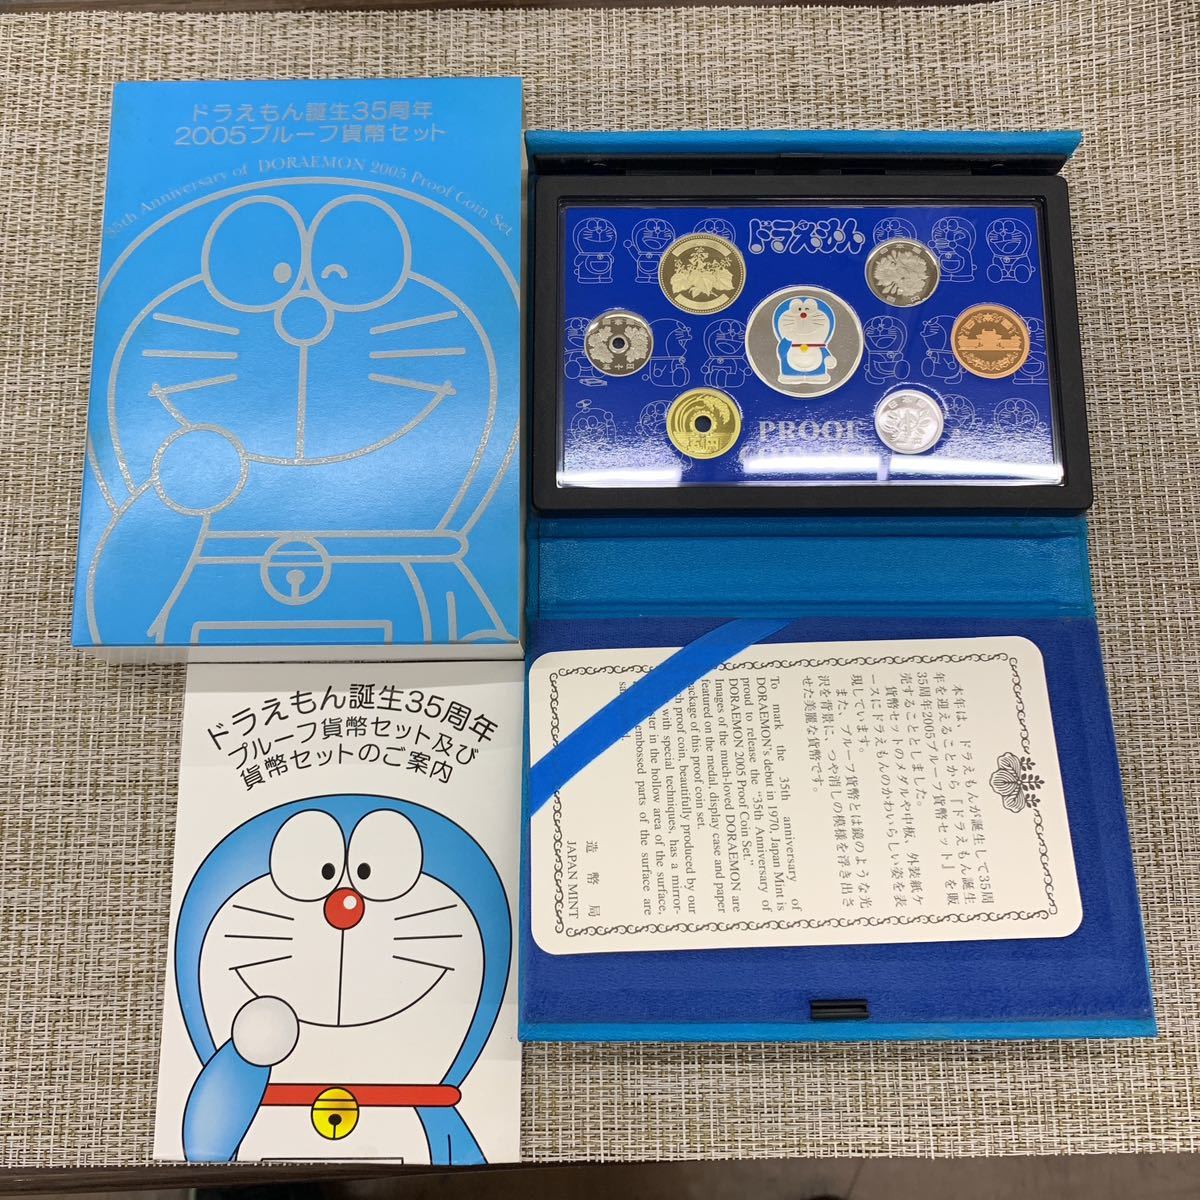 ドラえもん誕生35周年
2005プルーフ貨幣セット
35th Anniversary of DORAEMON 2005 Proof Coin Set
ドラえもん
日本国
五円
PROOF
ドラえもん誕生35周年
プルーフ貨幣セット及び
貨幣セットのご案内
本年は、ドラえもんが誕生して35周
年を迎えることから『ドラえもん誕生
35周年2005プルーフ貨幣セット』を販
売することとしました。
貨幣セットのメダルや中板、外装紙ケ
ースにドラえもんのかわいらしい姿を表
現しています。
また、プルーフ貨幣とは鏡のような光
沢を背景に、つや消しの模様を浮き出さ
せた美麗な貨幣です。
To mark the 35th anniversary of
DORAEMON's debut in 1970, Japan Mint is
proud to release the "35th Anniversary of
DORAEMON 2005 Proof Coin Set."
Images of the much-loved DORAEMON are
featured on the medal, display case and paper
package of this proof coin set.
proof coin, beautifully produced by our
with special techniques, has a mirror-
in the hollow area of the surface,
embossed parts of the surface are
造幣局
JAPAN MINT